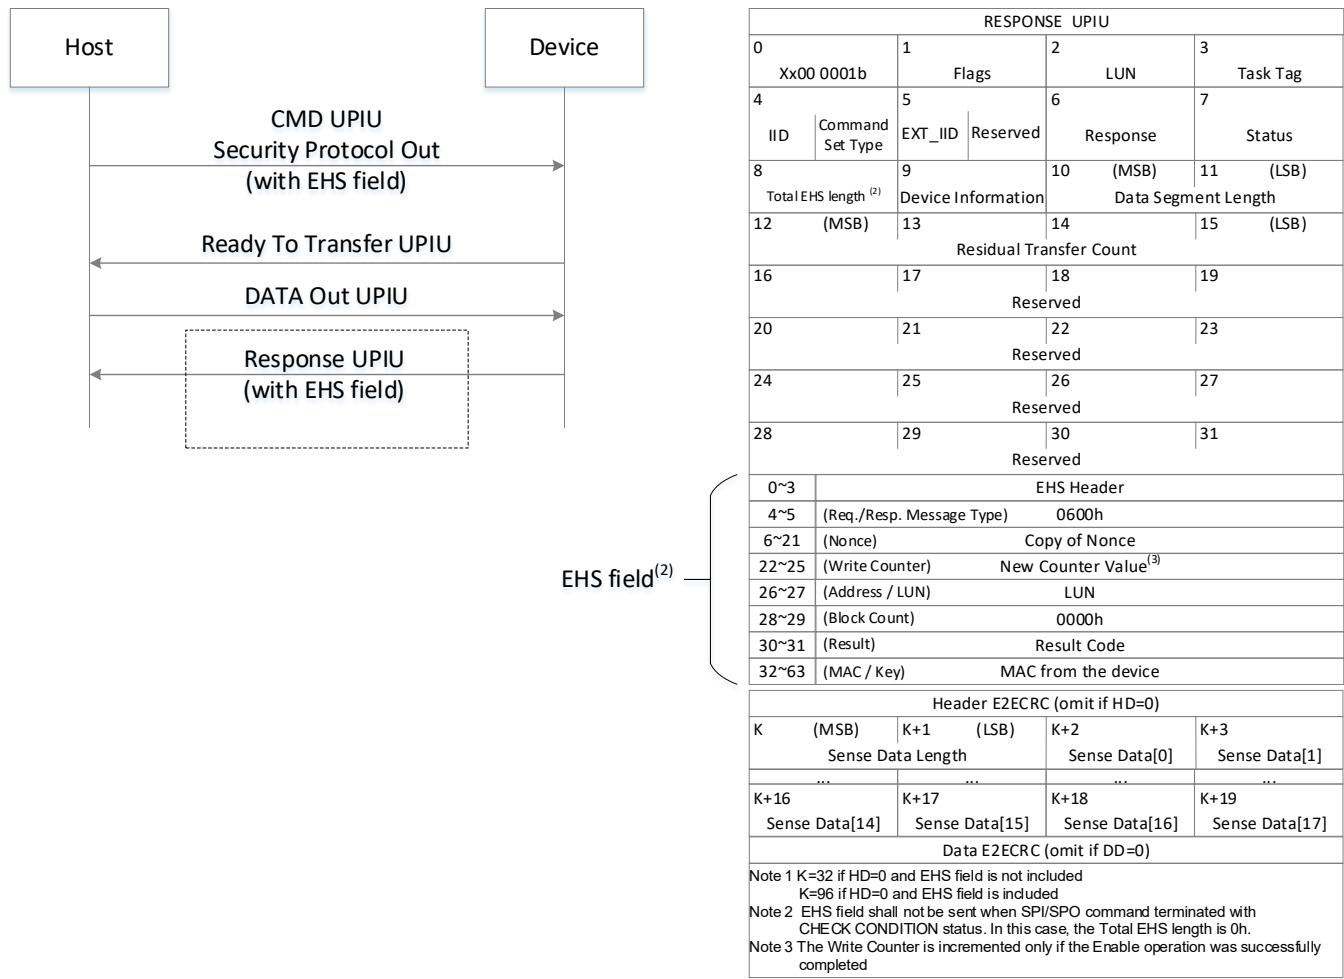 Host
Device
CMD UPIU
Security Protocol Out
(with EHS field)
Ready To Transfer UPIU
DATA Out UPIU
Response UPIU
(with EHS field)
RESPONSE UPIU
0 1 2 3
Xx00 0001b Flags LUN Task Tag
4 5 6 7
IID Command Set Type EXT_IID Reserved Response Status
8 9 10 (MSB) 11 (LSB)
Total EHS length (2) Device Information Data Segment Length
12 (MSB) 13 14 15 (LSB)
Residual Transfer Count
16 17 18 19
Reserved
20 21 22 23
Reserved
24 25 26 27
Reserved
28 29 30 31
Reserved
EHS field(2)
0~3 EHS Header
4~5 (Req./Resp. Message Type) 0600h
6~21 (Nonce) Copy of Nonce
22~25 (Write Counter) New Counter Value(3)
26~27 (Address / LUN) LUN
28~29 (Block Count) 0000h
30~31 (Result) Result Code
32~63 (MAC / Key) MAC from the device
Header E2ECRC (omit if HD=0)
K (MSB) K+1 (LSB) K+2 K+3
Sense Data Length Sense Data[0] Sense Data[1]
... ... ... ...
K+16 K+17 K+18 K+19
Sense Data[14] Sense Data[15] Sense Data[16] Sense Data[17]
Data E2ECRC (omit if DD=0)
Note 1 K=32 if HD=0 and EHS field is not included
K=96 if HD=0 and EHS field is included
Note 2 EHS field shall not be sent when SPI/SPO command terminated with
CHECK CONDITION status. In this case, the Total EHS length is 0h.
Note 3 The Write Counter is incremented only if the Enable operation was successfully
completed